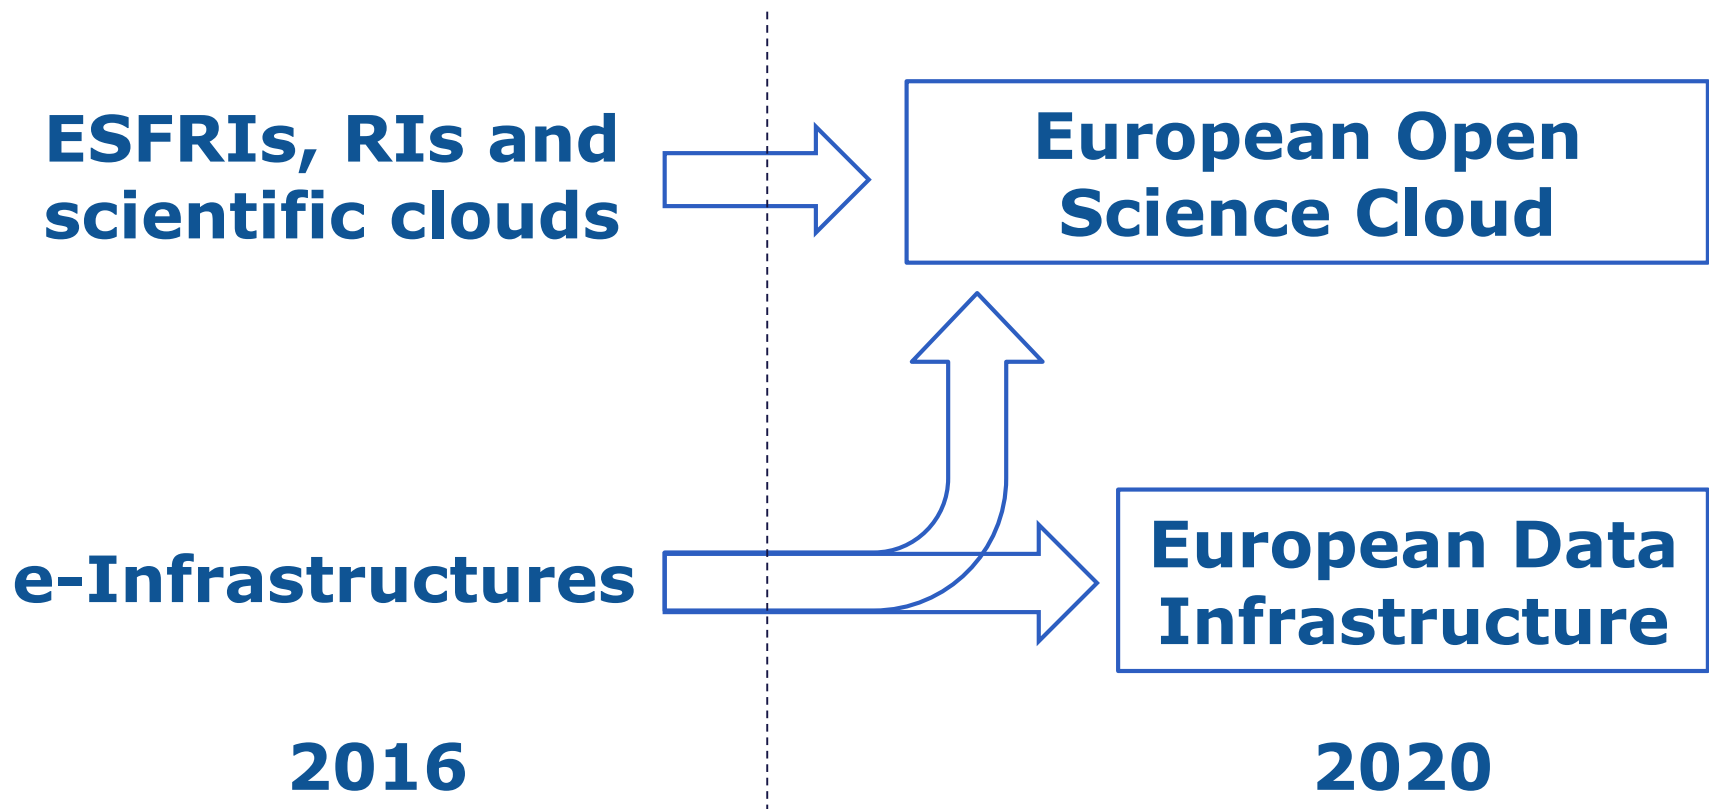 ESFRIs, RIs and
scientific clouds
European Open
Science Cloud
e-Infrastructures
European Data
Infrastructure
2016
2020